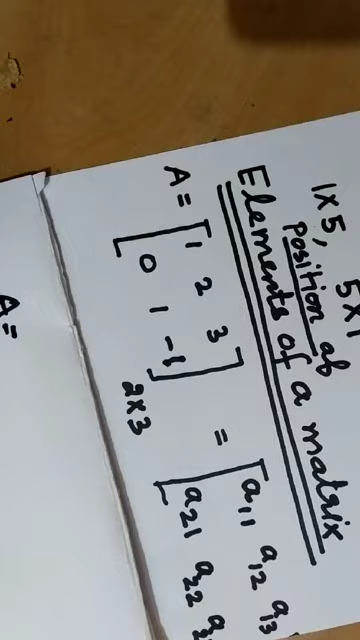 1x5, 5x1
Position of
Elements of a matrix
A = [1 2 3 = [a11 a12 a13
0 1 -1] a21 a22
2x3
A =